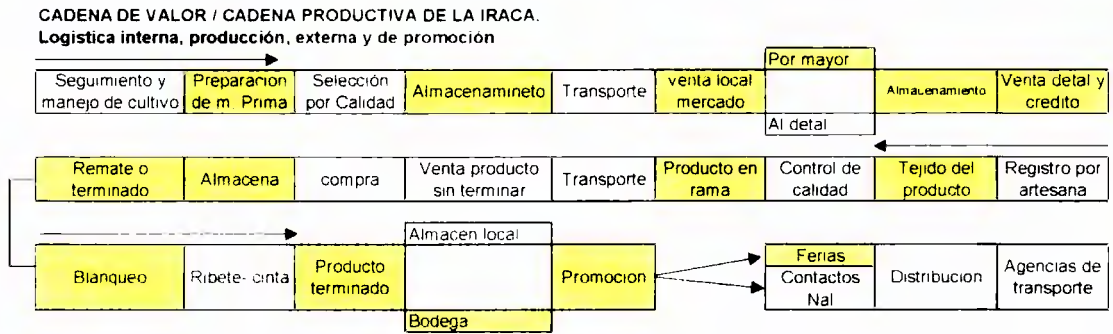 CADENA DE VALOR / CADENA PRODUCTIVA DE LA IRACA.
Logistica interna, producción, externa y de promoción
Por mayor
Seguimiento y
manejo de cultivo
Preparacion
de m. Prima
Selección
por Calidad
Almacenamineto
Transporte
venta local
mercado
Almacenamiento
Venta detal y
credito
Al detal
Remate o
terminado
Almacena
compra
Venta producto
sin terminar
Transporte
Producto en
rama
Control de
calidad
Tejido del
producto
Registro por
artesana
Almacen local
Blanqueo
Ribete- cinta
Producto
terminado
Promocion
Ferias
Contactos
Nal
Distribucion
Agencias de
transporte
Bodega